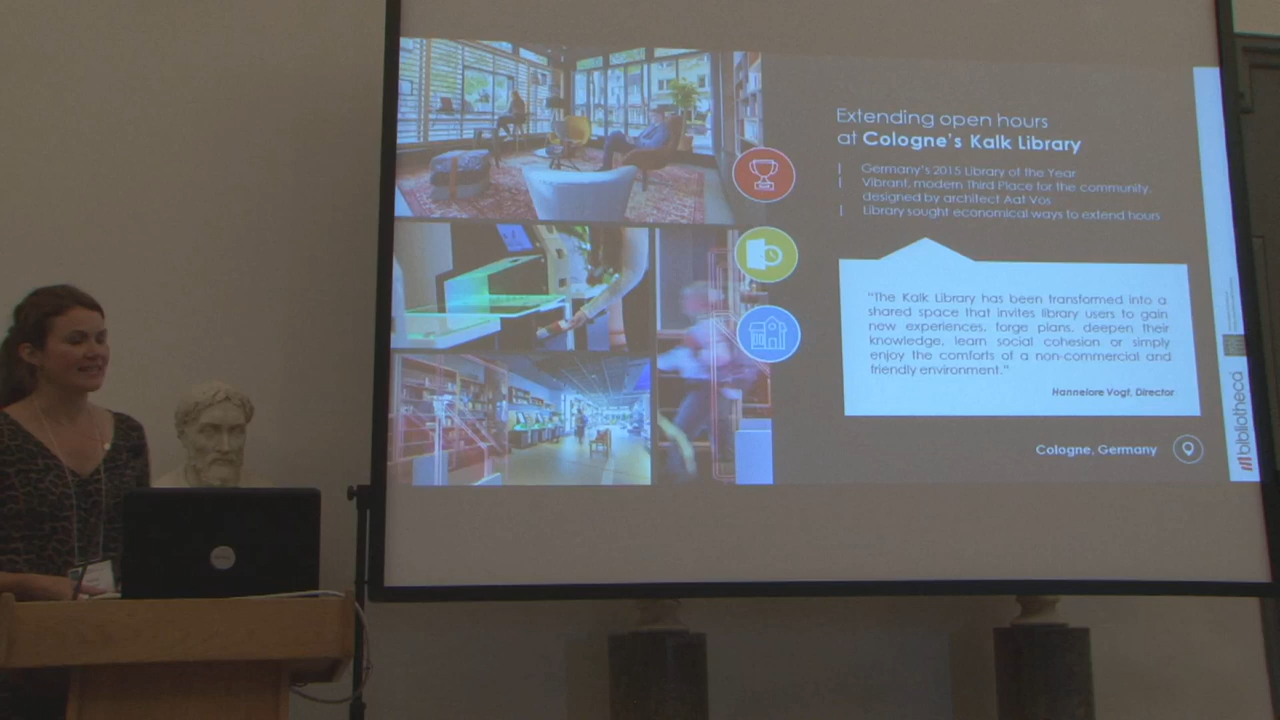 Extending open hours
at Cologne's Kalk Library
Germany's 2015 Library of the Year
Vibrant, modern Third Place for the community,
designed by architect Aat Vos
Library sought economical ways to extend hours
"The Kalk Library has been transformed into a
shared space that invites library users to gain
new experiences, forge plans, deepen their
knowledge, learn social cohesion or simply
enjoy the comforts of a non-commercial and
friendly environment."
Hannelore Vogt, Director
Cologne, Germany
bibliotheca